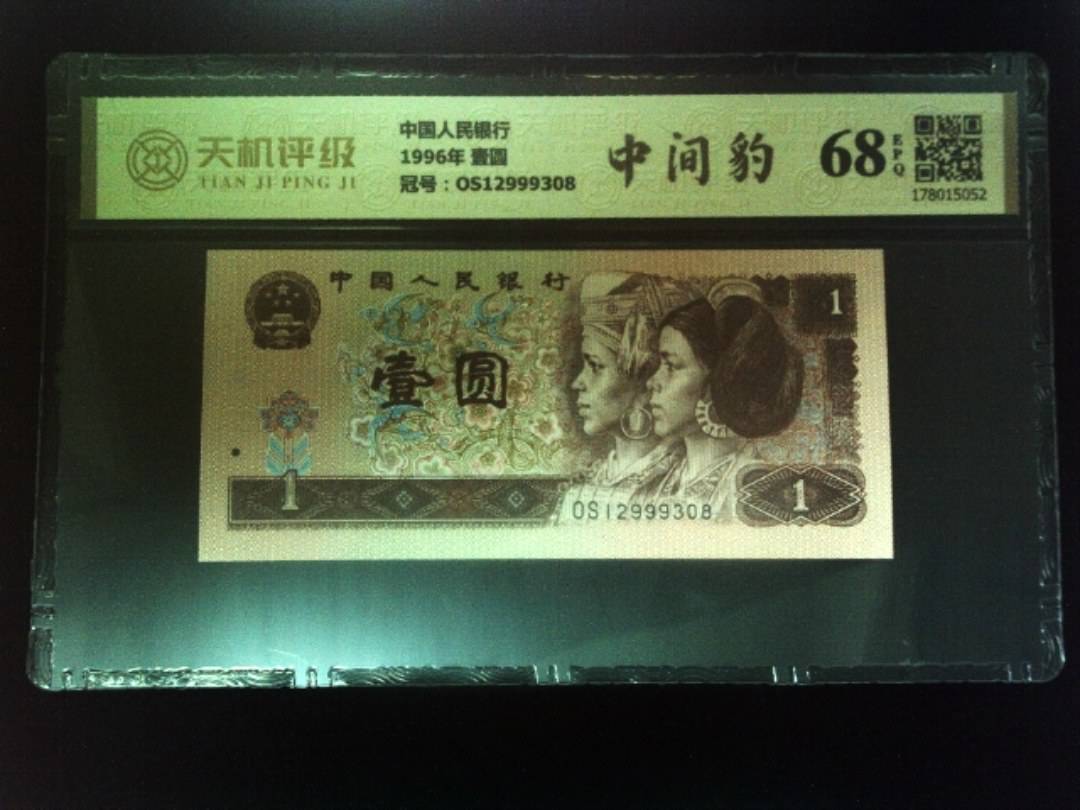 天机评级
TIAN JI PING JI
中国人民银行
1996年 壹圆
冠号：OS12999308
中间豹
68
EPQ
178015052
中国人民银行
1
壹圆
1
1
OS12999308